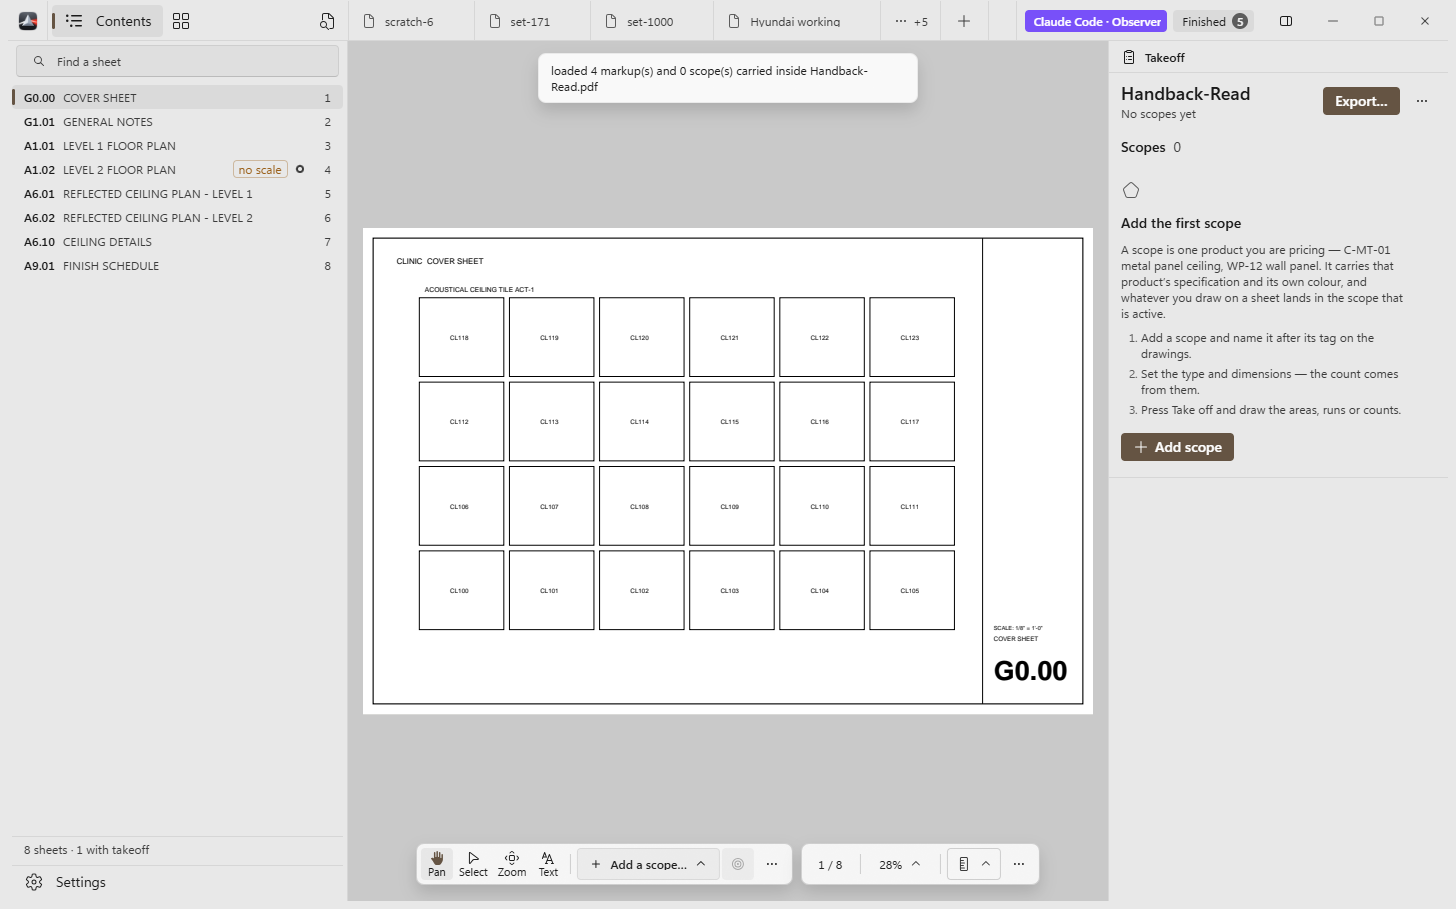 Contents
scratch-6
set-171
set-1000
Hyundai working
+5
Claude Code · Observer
Finished 5
Find a sheet
G0.00 COVER SHEET 1
G1.01 GENERAL NOTES 2
A1.01 LEVEL 1 FLOOR PLAN 3
A1.02 LEVEL 2 FLOOR PLAN no scale 4
A6.01 REFLECTED CEILING PLAN - LEVEL 1 5
A6.02 REFLECTED CEILING PLAN - LEVEL 2 6
A6.10 CEILING DETAILS 7
A9.01 FINISH SCHEDULE 8
8 sheets · 1 with takeoff
Settings
loaded 4 markup(s) and 0 scope(s) carried inside Handback-
Read.pdf
CLINIC COVER SHEET
ACOUSTICAL CEILING TILE ACT-1
CL118 CL119 CL120 CL121 CL122 CL123
CL112 CL113 CL114 CL115 CL116 CL117
CL106 CL107 CL108 CL109 CL110 CL111
CL100 CL101 CL102 CL103 CL104 CL105
SCALE: 1/8" = 1'-0"
COVER SHEET
G0.00
Pan
Select
Zoom
Text
Add a scope...
1 / 8
28%
Takeoff
Handback-Read
No scopes yet
Export...
Scopes 0
Add the first scope
A scope is one product you are pricing — C-MT-01
metal panel ceiling, WP-12 wall panel. It carries that
product's specification and its own colour, and
whatever you draw on a sheet lands in the scope that
is active.
1. Add a scope and name it after its tag on the
drawings.
2. Set the type and dimensions — the count comes
from them.
3. Press Take off and draw the areas, runs or counts.
Add scope